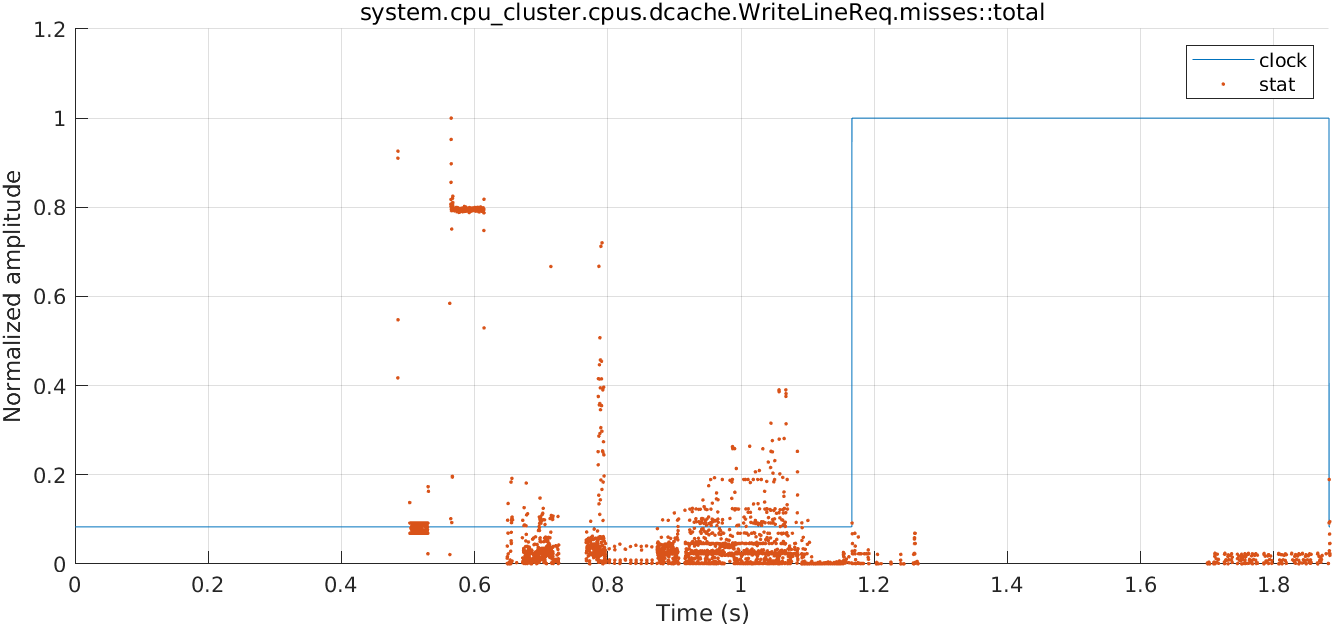 system.cpu_cluster.cpus.dcache.WriteLineReq.misses::total
clock
stat
Normalized amplitude
1.2
1
0.8
0.6
0.4
0.2
0
0 0.2 0.4 0.6 0.8 1 1.2 1.4 1.6 1.8
Time (s)